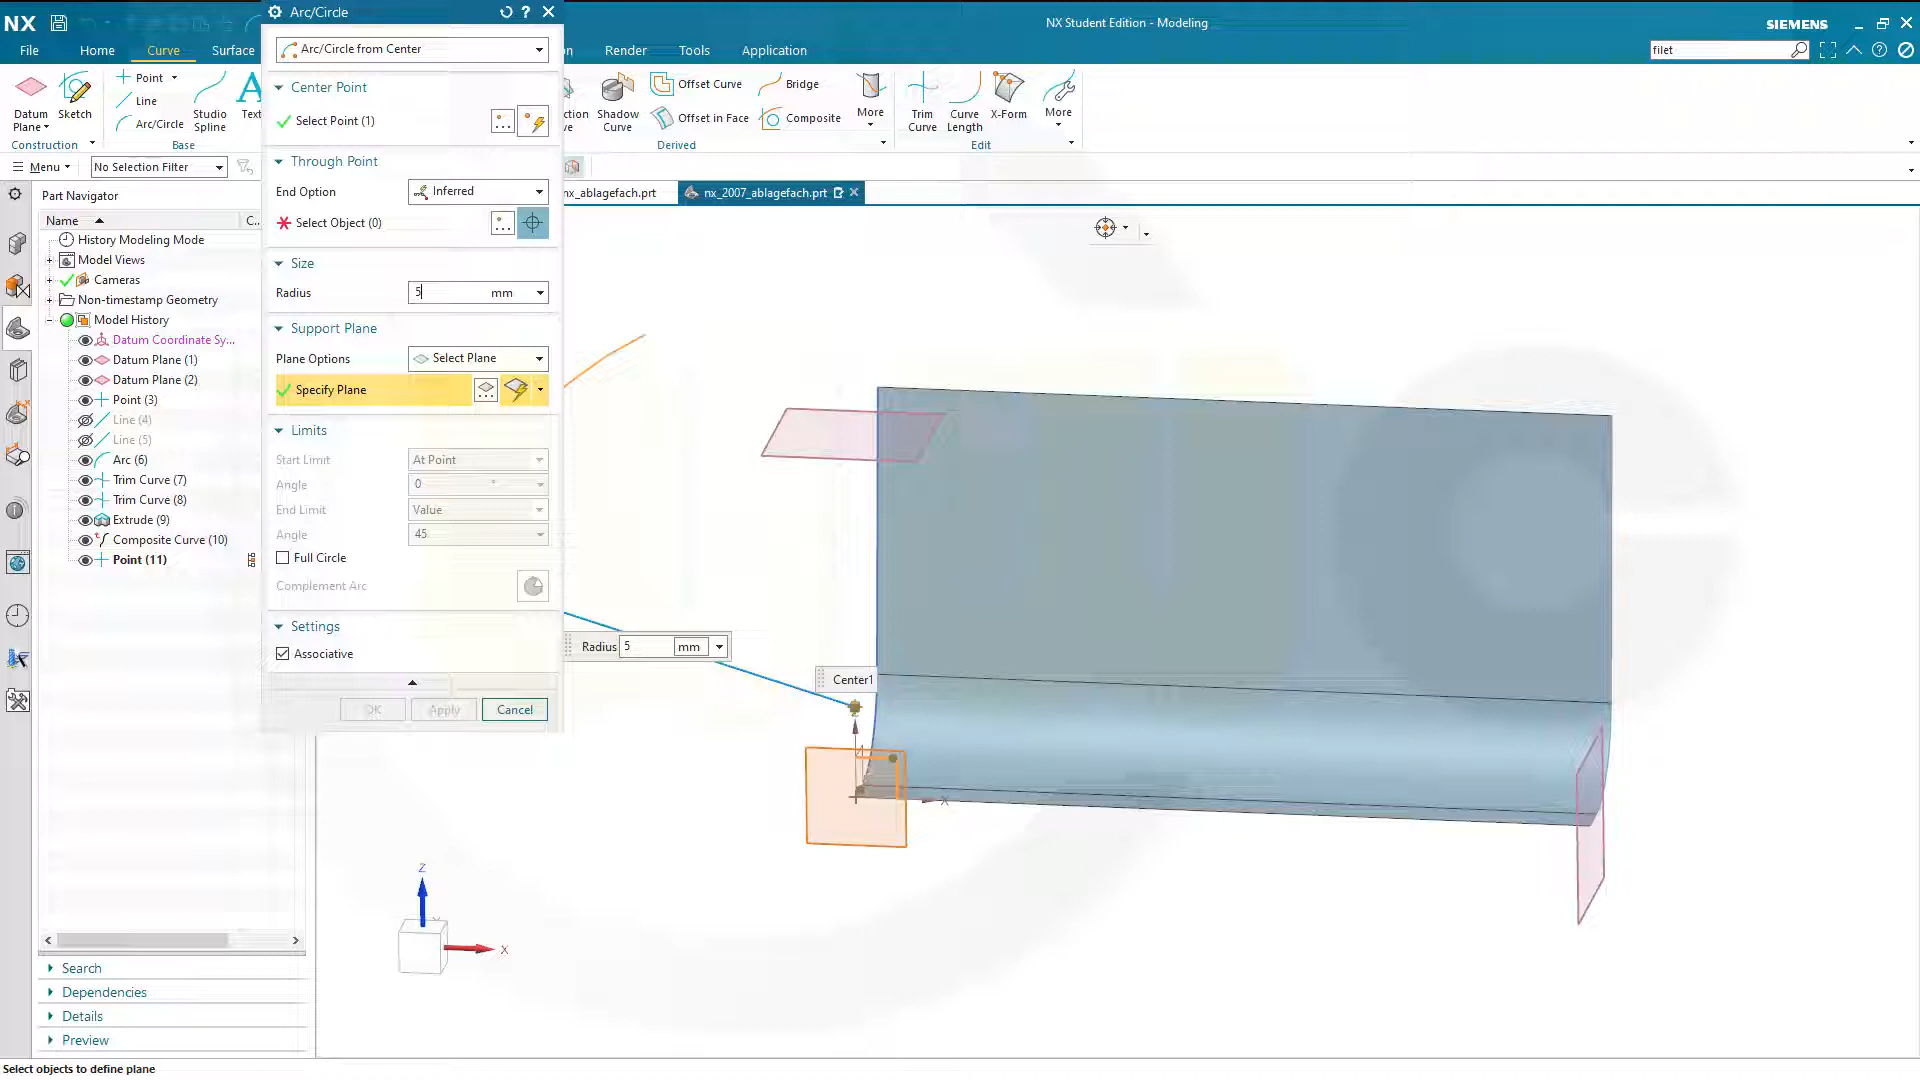 NX
Arc/Circle
?
NX Student Edition - Modeling
SIEMENS
File
Home
Curve
Surface
Render
Tools
Application
filet
Arc/Circle from Center
Datum
Plane
Sketch
Point
Line
Arc/Circle
Studio
Spline
Text
Construction
Base
Center Point
Select Point (1)
Shadow
Curve
Offset Curve
Offset in Face
Bridge
Composite
More
Derived
Trim
Curve
Curve
Length
X-Form
More
Edit
Menu
No Selection Filter
Through Point
End Option
Inferred
Select Object (0)
nx_ablagefach.prt
nx_2007_ablagefach.prt
Part Navigator
Name
C...
History Modeling Mode
Model Views
Cameras
Non-timestamp Geometry
Model History
Datum Coordinate Sy...
Datum Plane (1)
Datum Plane (2)
Point (3)
Line (4)
Line (5)
Arc (6)
Trim Curve (7)
Trim Curve (8)
Extrude (9)
Composite Curve (10)
Point (11)
Size
Radius
5
mm
Support Plane
Plane Options
Select Plane
Specify Plane
Limits
Start Limit
At Point
Angle
0
°
End Limit
Value
Angle
45
Full Circle
Complement Arc
Settings
Associative
OK
Apply
Cancel
Radius
5
mm
Center1
X
Z
X
Search
Dependencies
Details
Preview
Select objects to define plane